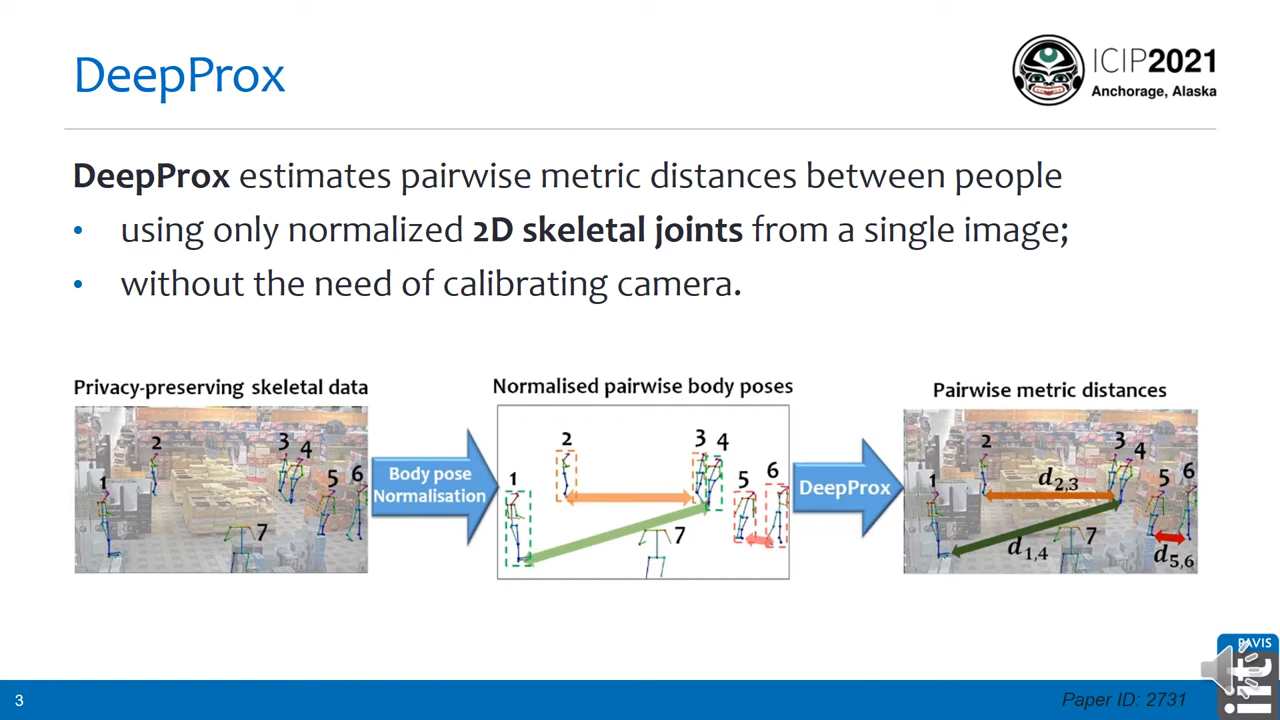 DeepProx
ICIP2021
Anchorage, Alaska
DeepProx estimates pairwise metric distances between people
• using only normalized 2D skeletal joints from a single image;
• without the need of calibrating camera.
Privacy-preserving skeletal data
1
2
3
4
5
6
7
Body pose
Normalisation
Normalised pairwise body poses
1
2
3
4
5
6
7
DeepProx
Pairwise metric distances
1
2
3
4
5
6
7
d2,3
d1,4
d5,6
3
Paper ID: 2731
PAVIS
iit